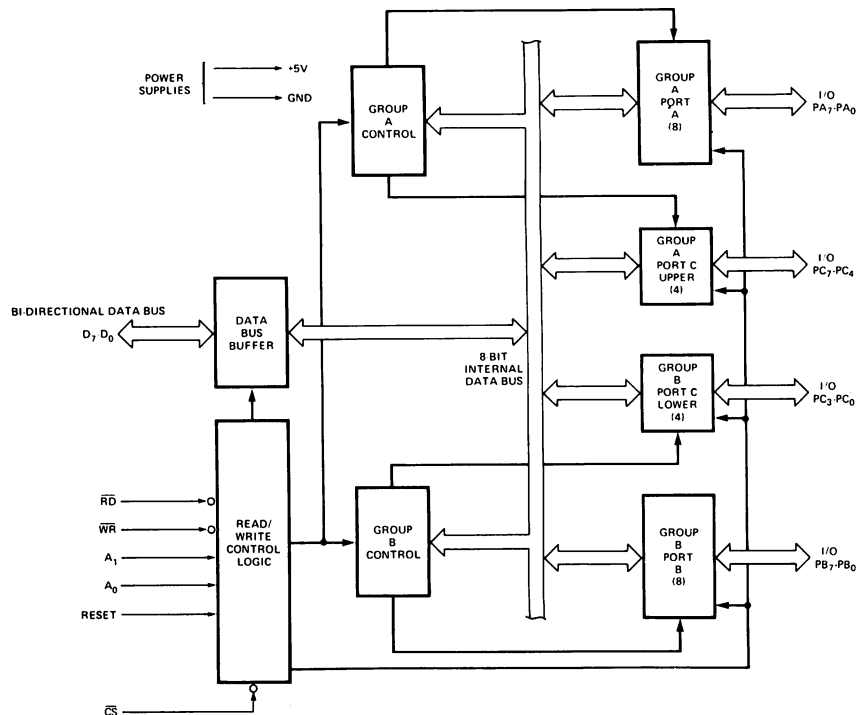 POWER
SUPPLIES
+5V
GND
GROUP
A
CONTROL
GROUP
A
PORT
A
(8)
I/O
PA7-PA0
GROUP
A
PORT C
UPPER
(4)
I/O
PC7-PC4
BI-DIRECTIONAL DATA BUS
D7-D0
DATA
BUS
BUFFER
8-BIT
INTERNAL
DATA BUS
GROUP
B
PORT C
LOWER
(4)
I/O
PC3-PC0
RD
WR
A1
A0
RESET
CS
READ/
WRITE
CONTROL
LOGIC
GROUP
B
CONTROL
GROUP
B
PORT
B
(8)
I/O
PB7-PB0